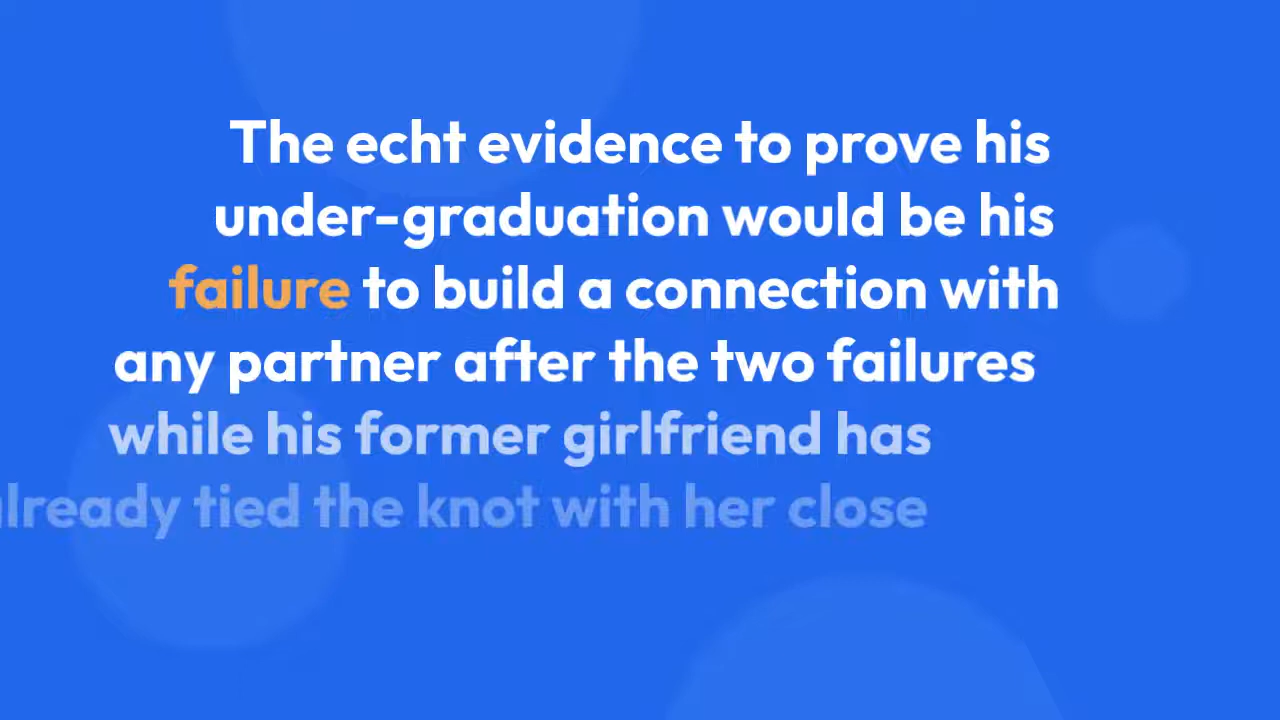 The echt evidence to prove his
under-graduation would be his
failure to build a connection with
any partner after the two failures
while his former girlfriend has
already tied the knot with her close